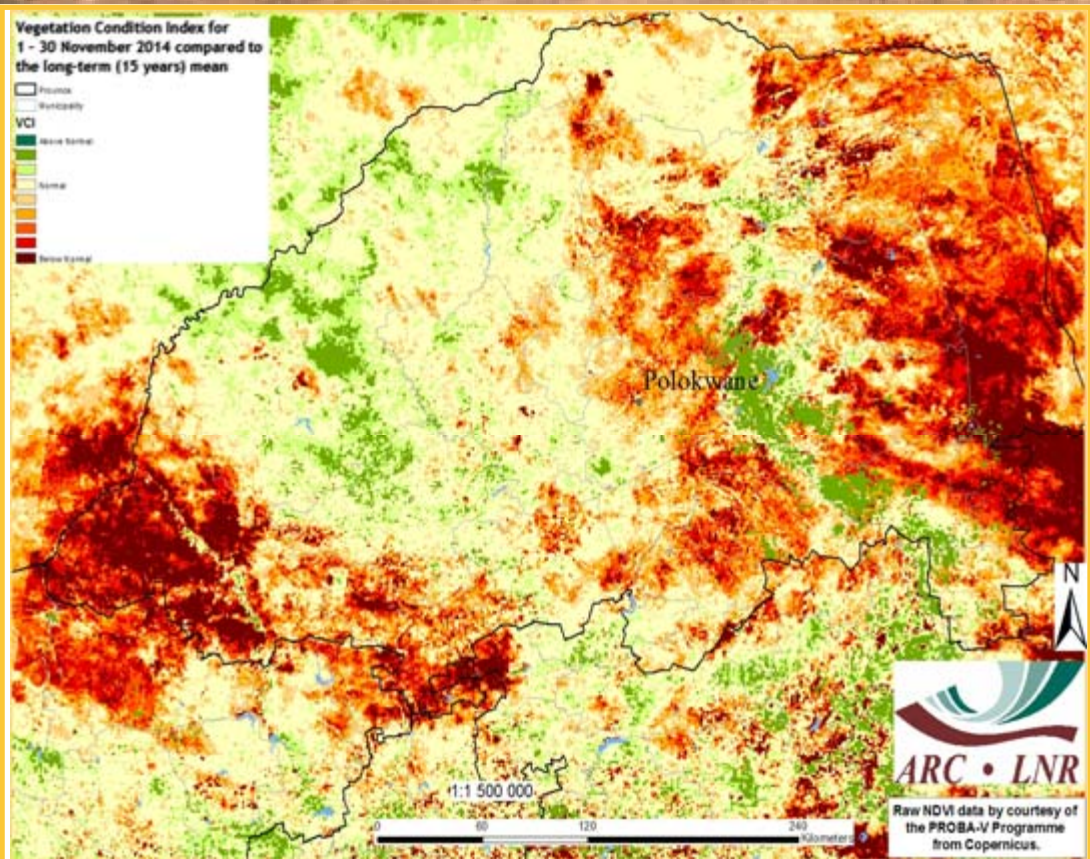 Vegetation Condition Index for
1 - 30 November 2014 compared to
the long-term (15 years) mean
Province
Municipality
VCI
Above Normal
Normal
Below Normal
Polokwane
N
ARC • LNR
1:1 500 000
0 60 120 240
Kilometers
Raw NDVI data by courtesy of
the PROBA-V Programme
from Copernicus.